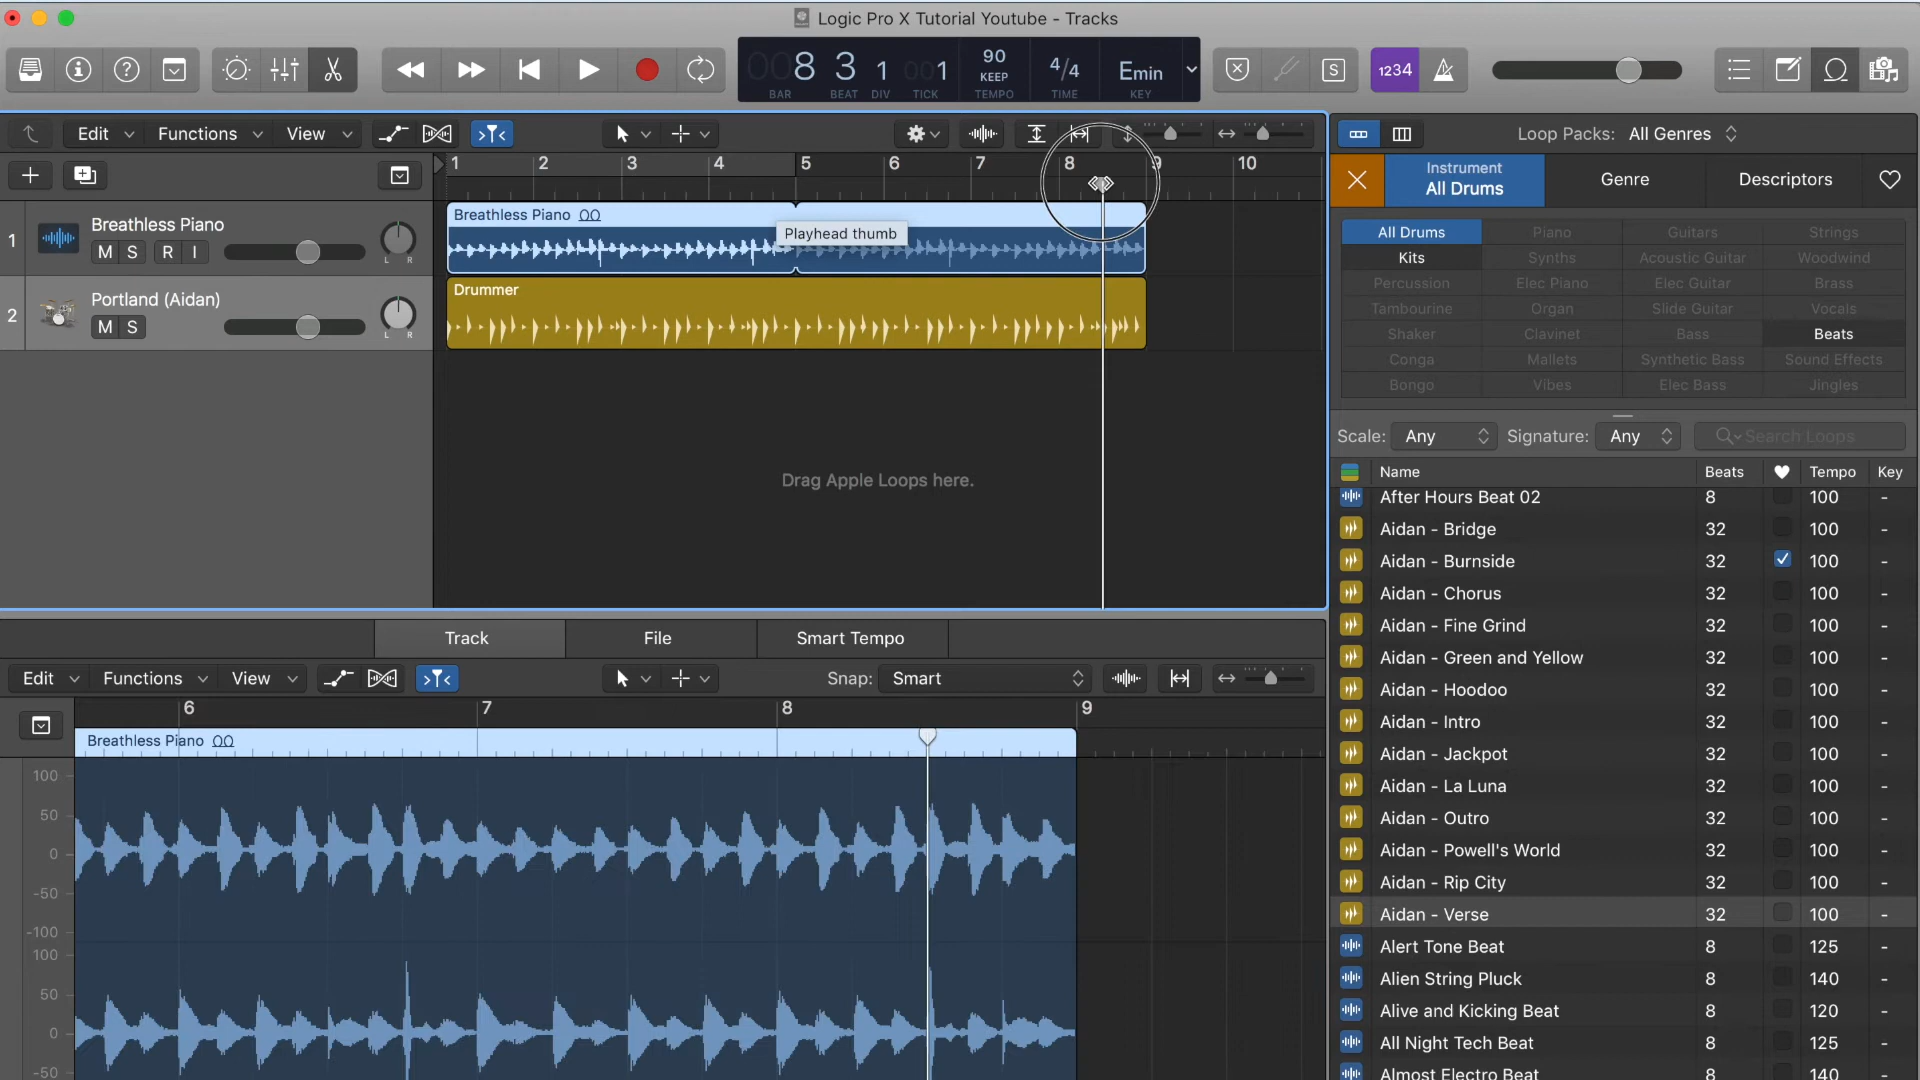 Logic Pro X Tutorial Youtube - Tracks
008 3 1 001
BAR BEAT DIV TICK
90
KEEP
TEMPO
4/4
TIME
Emin
KEY
S
1234
Edit Functions View
1 2 3 4 5 6 7 8 9 10
1
Breathless Piano
M S R I
L R
2
Portland (Aidan)
M S
L R
Breathless Piano
Playhead thumb
Drummer
Drag Apple Loops here.
Loop Packs: All Genres
Instrument
All Drums
Genre
Descriptors
All Drums Piano Guitars Strings
Kits Synths Acoustic Guitar Woodwind
Percussion Elec Piano Elec Guitar Brass
Tambourine Organ Slide Guitar Vocals
Shaker Clavinet Bass Beats
Conga Mallets Synthetic Bass Sound Effects
Bongo Vibes Elec Bass Jingles
Scale: Any Signature: Any Search Loops
Name Beats Tempo Key
After Hours Beat 02 8 100 -
Aidan - Bridge 32 100 -
Aidan - Burnside 32 100 -
Aidan - Chorus 32 100 -
Aidan - Fine Grind 32 100 -
Aidan - Green and Yellow 32 100 -
Aidan - Hoodoo 32 100 -
Aidan - Intro 32 100 -
Aidan - Jackpot 32 100 -
Aidan - La Luna 32 100 -
Aidan - Outro 32 100 -
Aidan - Powell's World 32 100 -
Aidan - Rip City 32 100 -
Aidan - Verse 32 100 -
Alert Tone Beat 8 125 -
Alien String Pluck 8 140 -
Alive and Kicking Beat 8 120 -
All Night Tech Beat 8 125 -
Almost Electro Beat 8 140 -
Track File Smart Tempo
Edit Functions View
Snap: Smart
6 7 8 9
Breathless Piano
100
50
0
-50
-100
100
50
0
-50